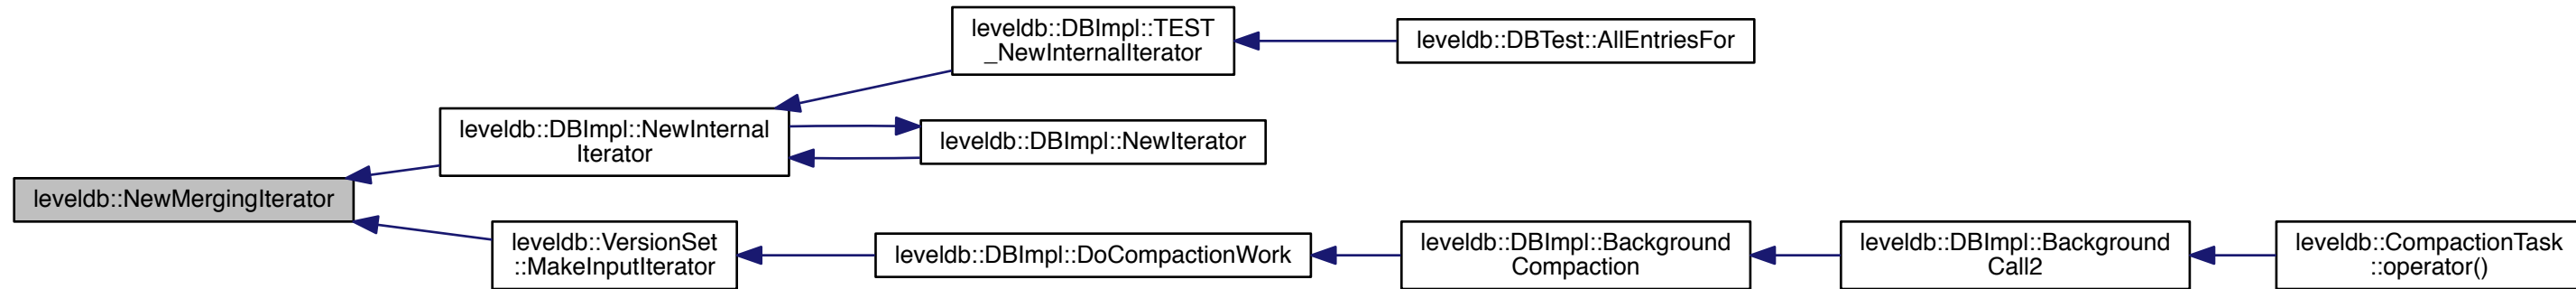 leveldb::DBImpl::TEST
_NewInternalIterator
leveldb::DBTest::AllEntriesFor
leveldb::DBImpl::NewInternal
Iterator
leveldb::DBImpl::NewIterator
leveldb::NewMergingIterator
leveldb::VersionSet
::MakeInputIterator
leveldb::DBImpl::DoCompactionWork
leveldb::DBImpl::Background
Compaction
leveldb::DBImpl::Background
Call2
leveldb::CompactionTask
::operator()